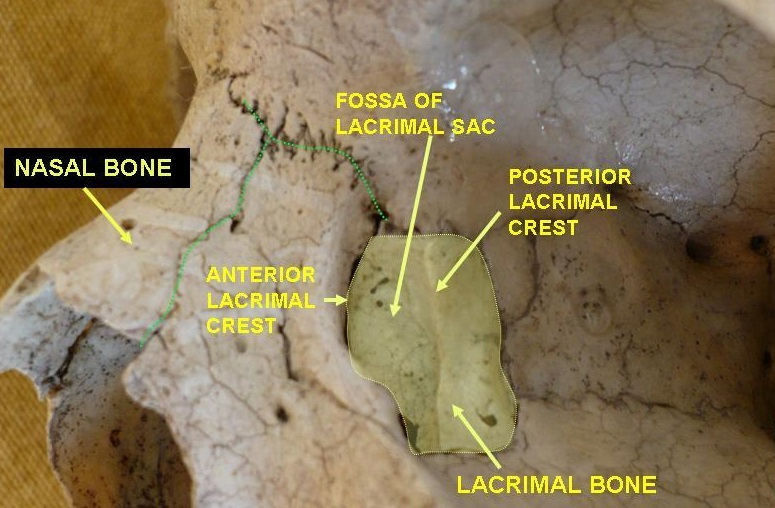 FOSSA OF
LACRIMAL SAC
NASAL BONE
POSTERIOR
LACRIMAL
CREST
ANTERIOR
LACRIMAL
CREST
LACRIMAL BONE